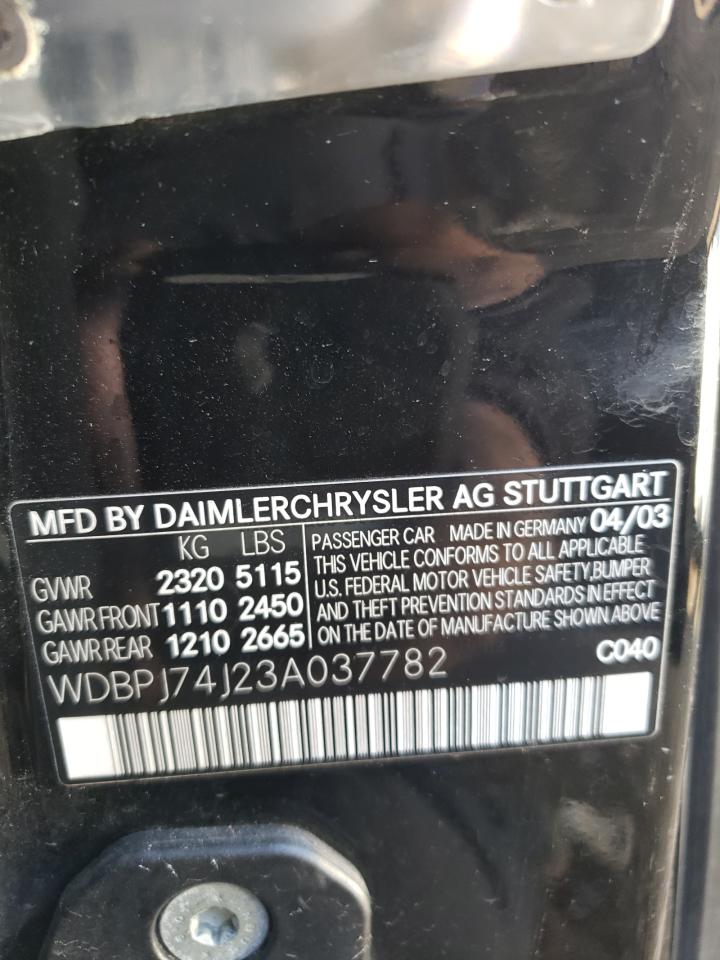 MFD BY DAIMLERCHRYSLER AG STUTTGART
KG LBS
GVWR 2320 5115
GAWR FRONT 1110 2450
GAWR REAR 1210 2665
PASSENGER CAR MADE IN GERMANY 04/03
THIS VEHICLE CONFORMS TO ALL APPLICABLE
U.S. FEDERAL MOTOR VEHICLE SAFETY,BUMPER
AND THEFT PREVENTION STANDARDS IN EFFECT
ON THE DATE OF MANUFACTURE SHOWN ABOVE
C040
WDBPJ74J23A037782